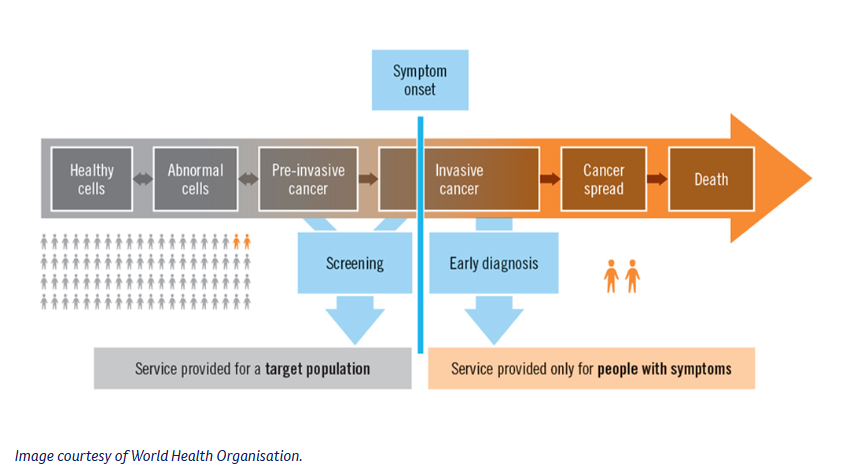 Symptom
onset
Healthy
cells
Abnormal
cells
Pre-invasive
cancer
Invasive
cancer
Cancer
spread
Death
Screening
Early diagnosis
Service provided for a target population
Service provided only for people with symptoms
Image courtesy of World Health Organisation.